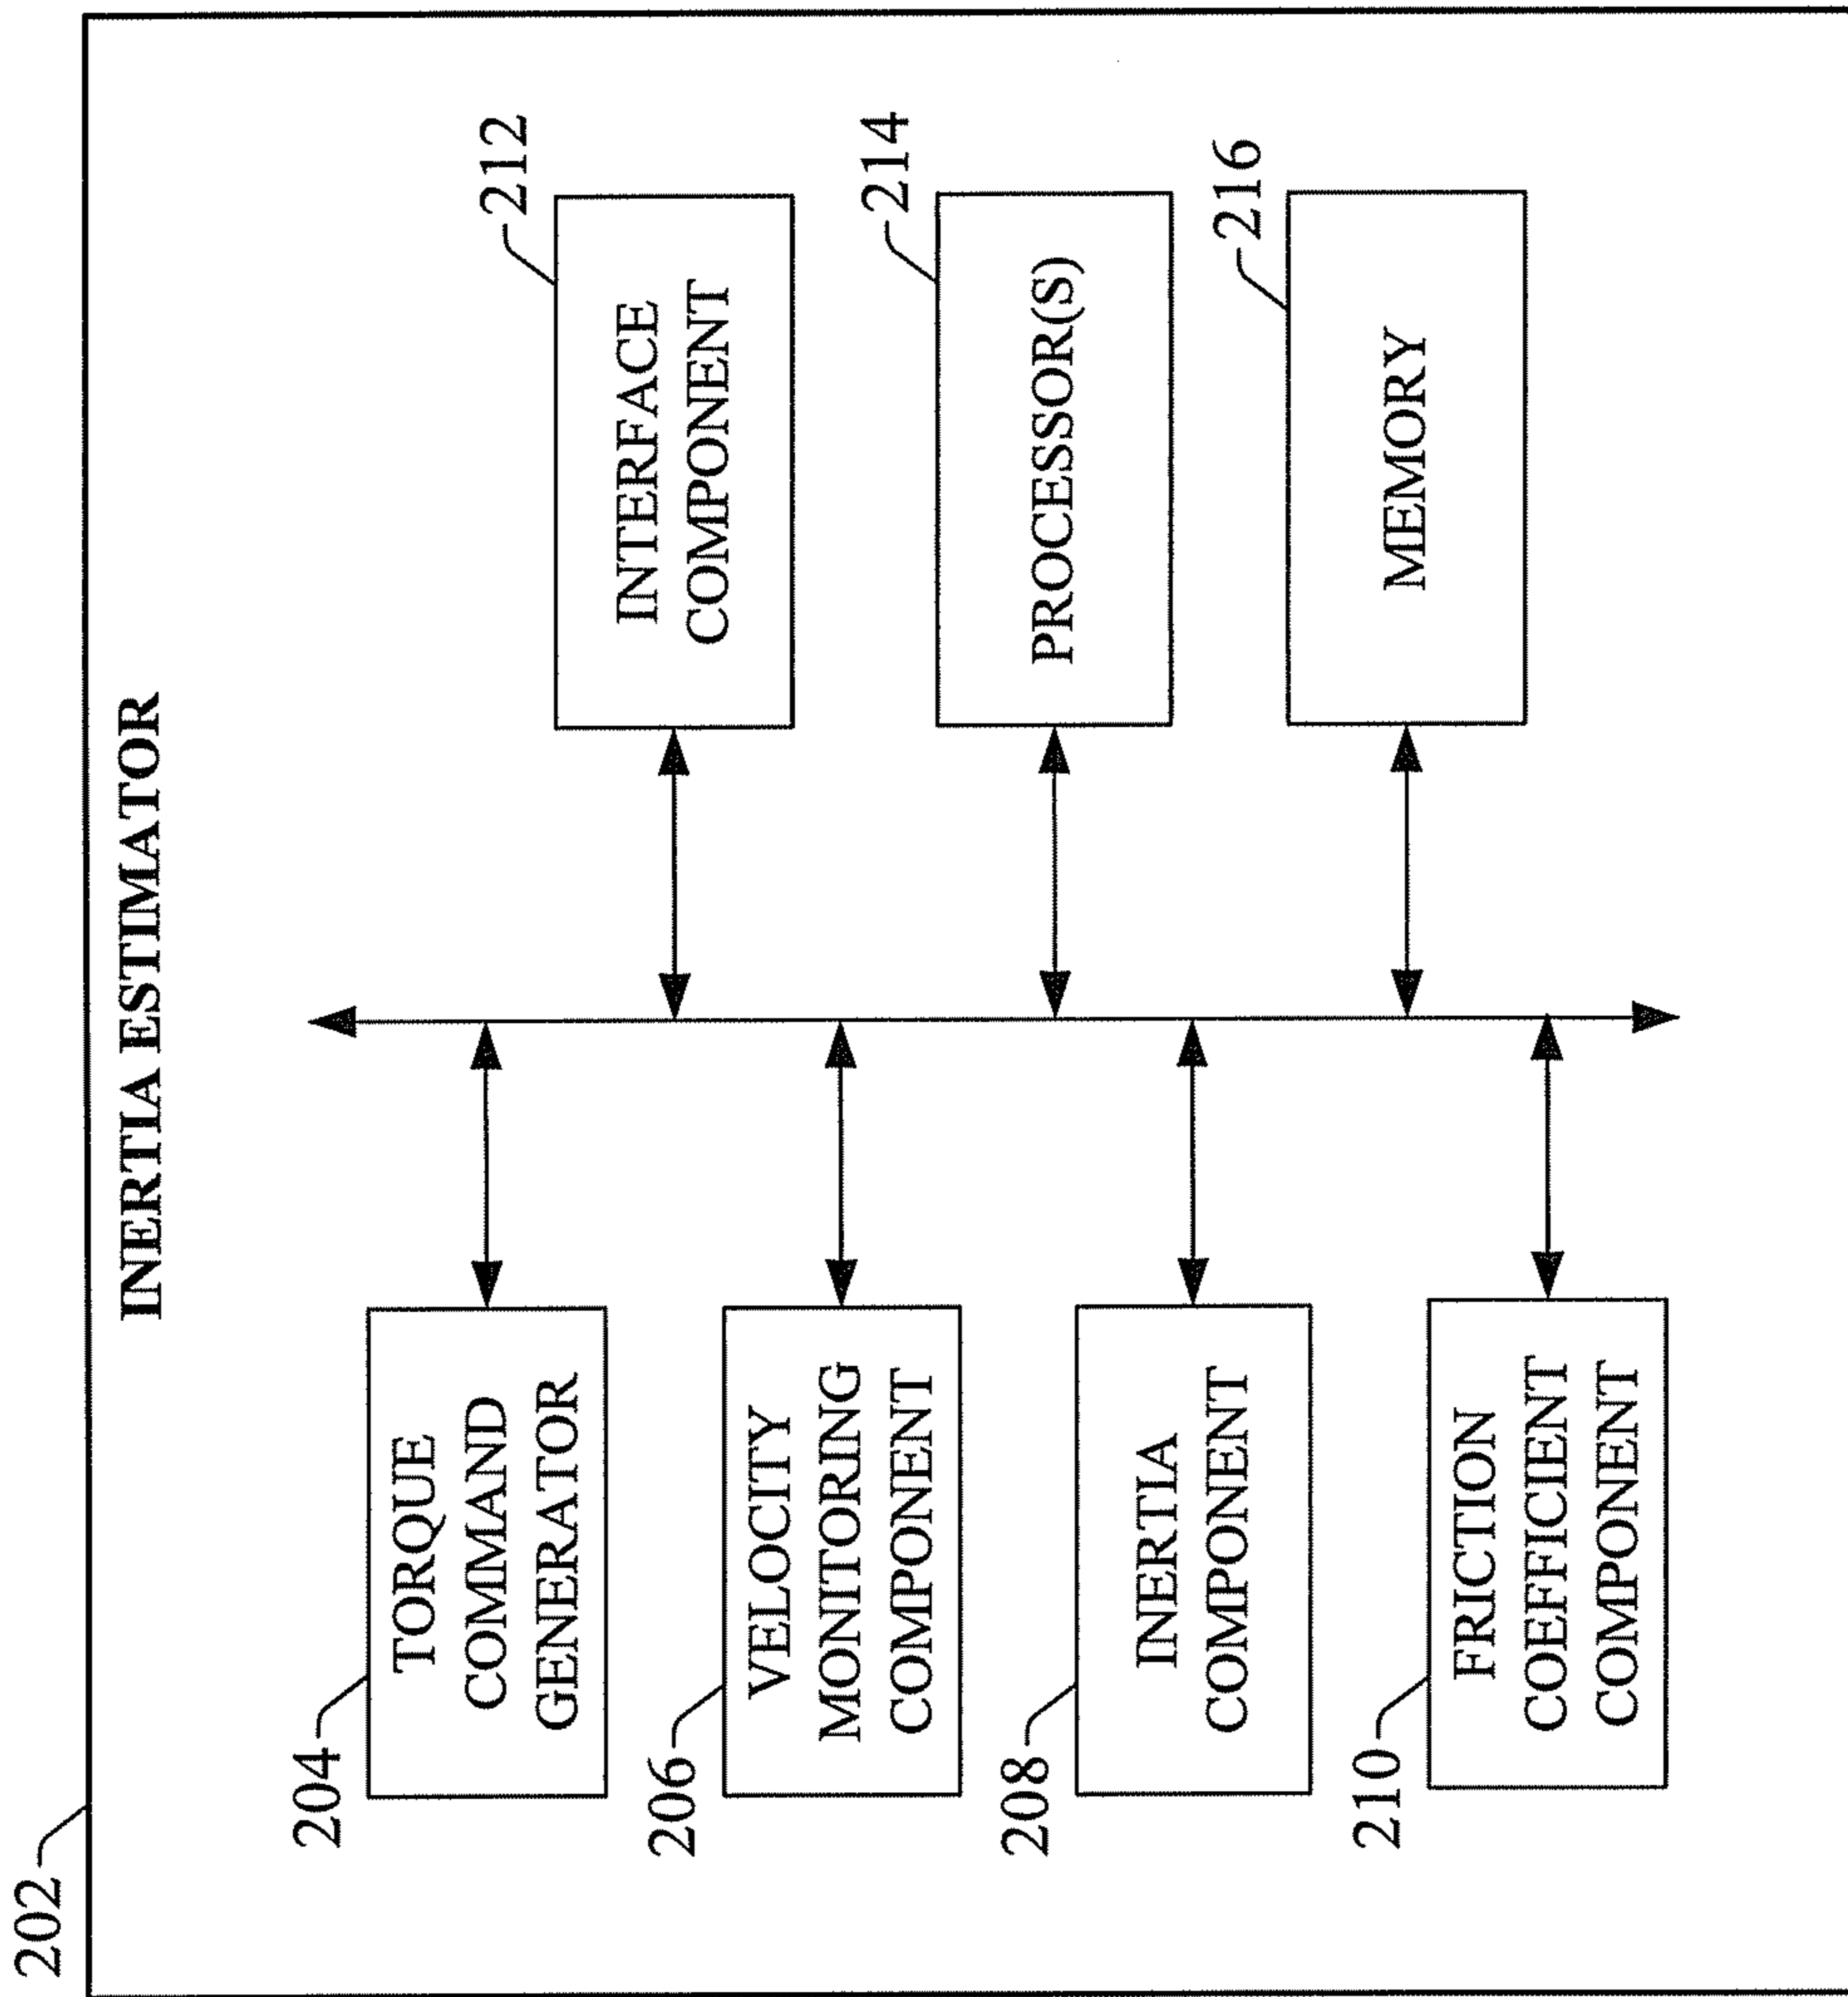 202
INERTIA ESTIMATOR
204
TORQUE
COMMAND
GENERATOR
206
VELOCITY
MONITORING
COMPONENT
208
INERTIA
COMPONENT
210
FRICTION
COEFFICIENT
COMPONENT
212
INTERFACE
COMPONENT
214
PROCESSOR(S)
216
MEMORY